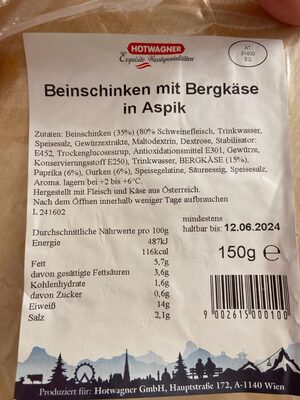 HOTWAGNER
Exquisite Wurstspezialitäten
AT
31403
EG
Beinschinken mit Bergkäse
in Aspik
Zutaten: Beinschinken (35%) (80% Schweinefleisch, Trinkwasser,
Speisesalz, Gewürzextrakte, Maltodextrin, Dextrose, Stabilisator:
E452, Trockenglucosesirup, Antioxidationsmittel E301, Gewürze,
Konservierungsstoff E250), Trinkwasser, BERGKÄSE (15%),
Paprika (6%), Gurken (6%), Speisegelatine, Säureessig, Speisesalz,
Aroma. lagern bei +2 bis +6°C.
Hergestellt mit Fleisch und Käse aus Österreich.
Nach dem Öffnen innerhalb weniger Tage aufbrauchen
L 241602
mindestens
haltbar bis: 12.06.2024
Durchschnittliche Nährwerte pro 100g
Energie 487kJ
116kcal
Fett 5,7g
davon gesättigte Fettsäuren 3,6g
Kohlenhydrate 1,6g
davon Zucker 0,6g
Eiweiß 14g
Salz 2,1g
150g ℮
9 002615 000100
Produziert für: Hotwagner GmbH, Hauptstraße 172, A-1140 Wien